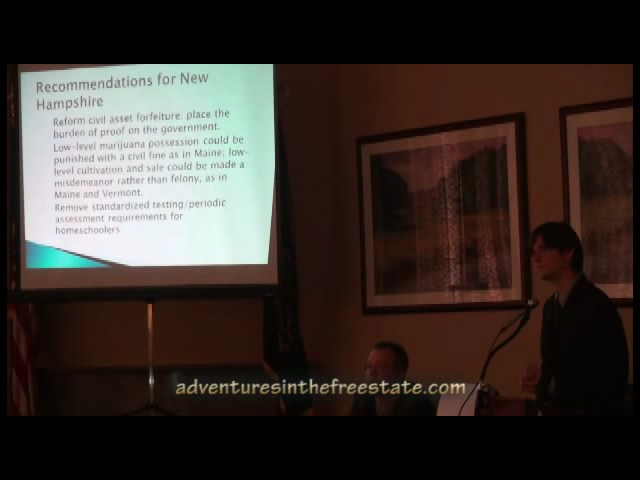 Recommendations for New
Hampshire
Reform civil asset forfeiture: place the
burden of proof on the government.
Low-level marijuana possession could be
punished with a civil fine as in Maine; low-
level cultivation and sale could be made a
misdemeanor rather than felony, as in
Maine and Vermont.
Remove standardized testing/periodic
assessment requirements for
homeschoolers.
adventuresinthefreestate.com